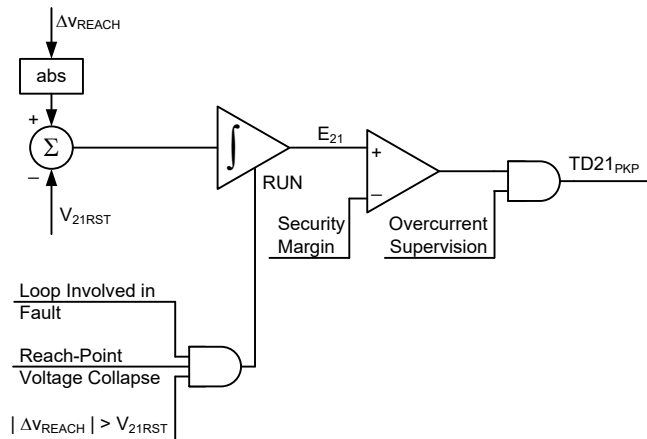 ΔvREACH
abs
+
Σ
–
V21RST
∫
E21
RUN
+
–
Security
Margin
Overcurrent
Supervision
TD21PKP
Loop Involved in
Fault
Reach-Point
Voltage Collapse
| ΔvREACH | > V21RST